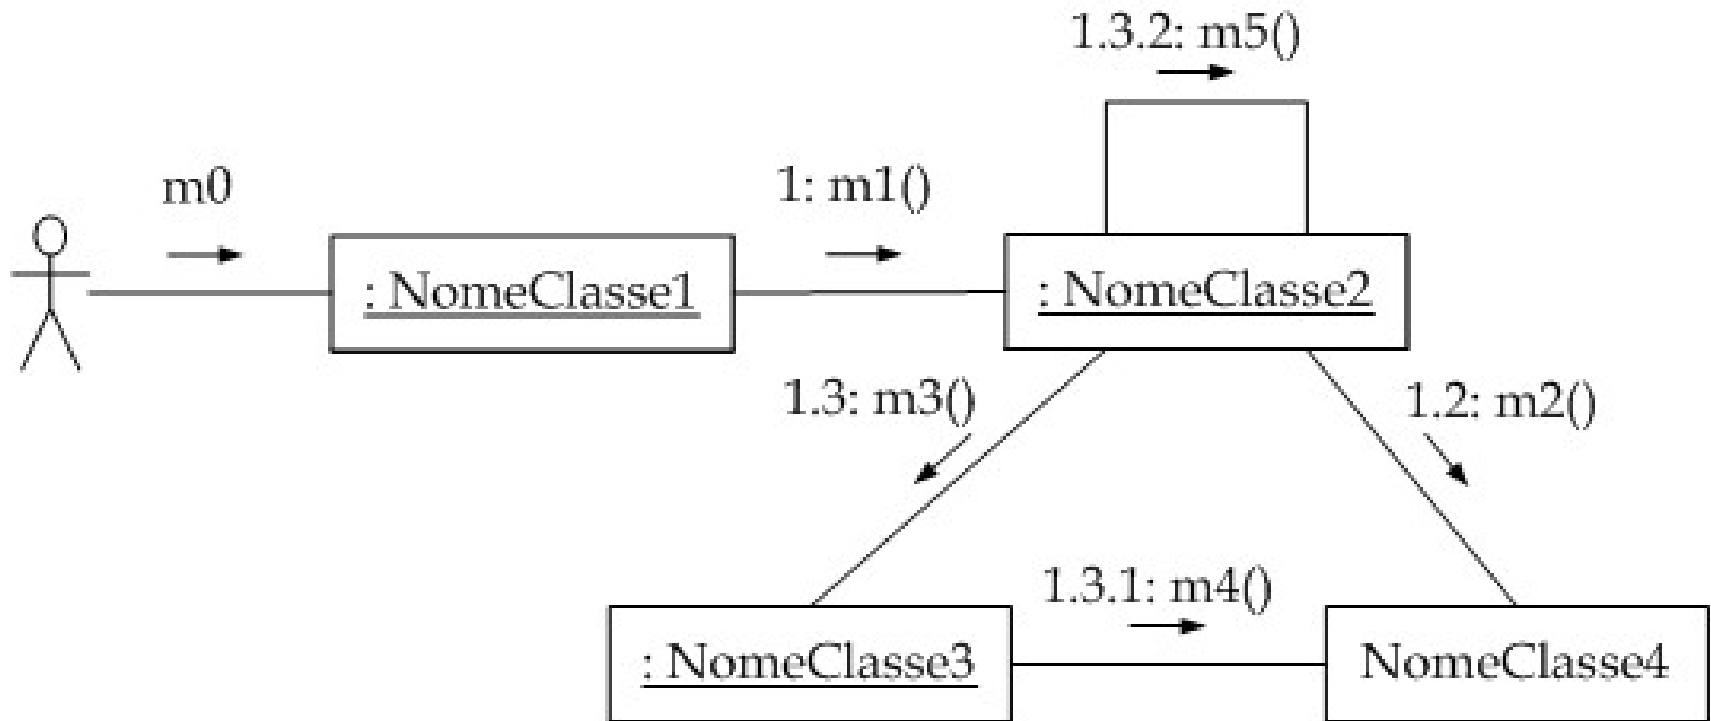 1.3.2: m5()
m0
1: m1()
: NomeClasse1
: NomeClasse2
1.3: m3()
1.2: m2()
1.3.1: m4()
: NomeClasse3
NomeClasse4